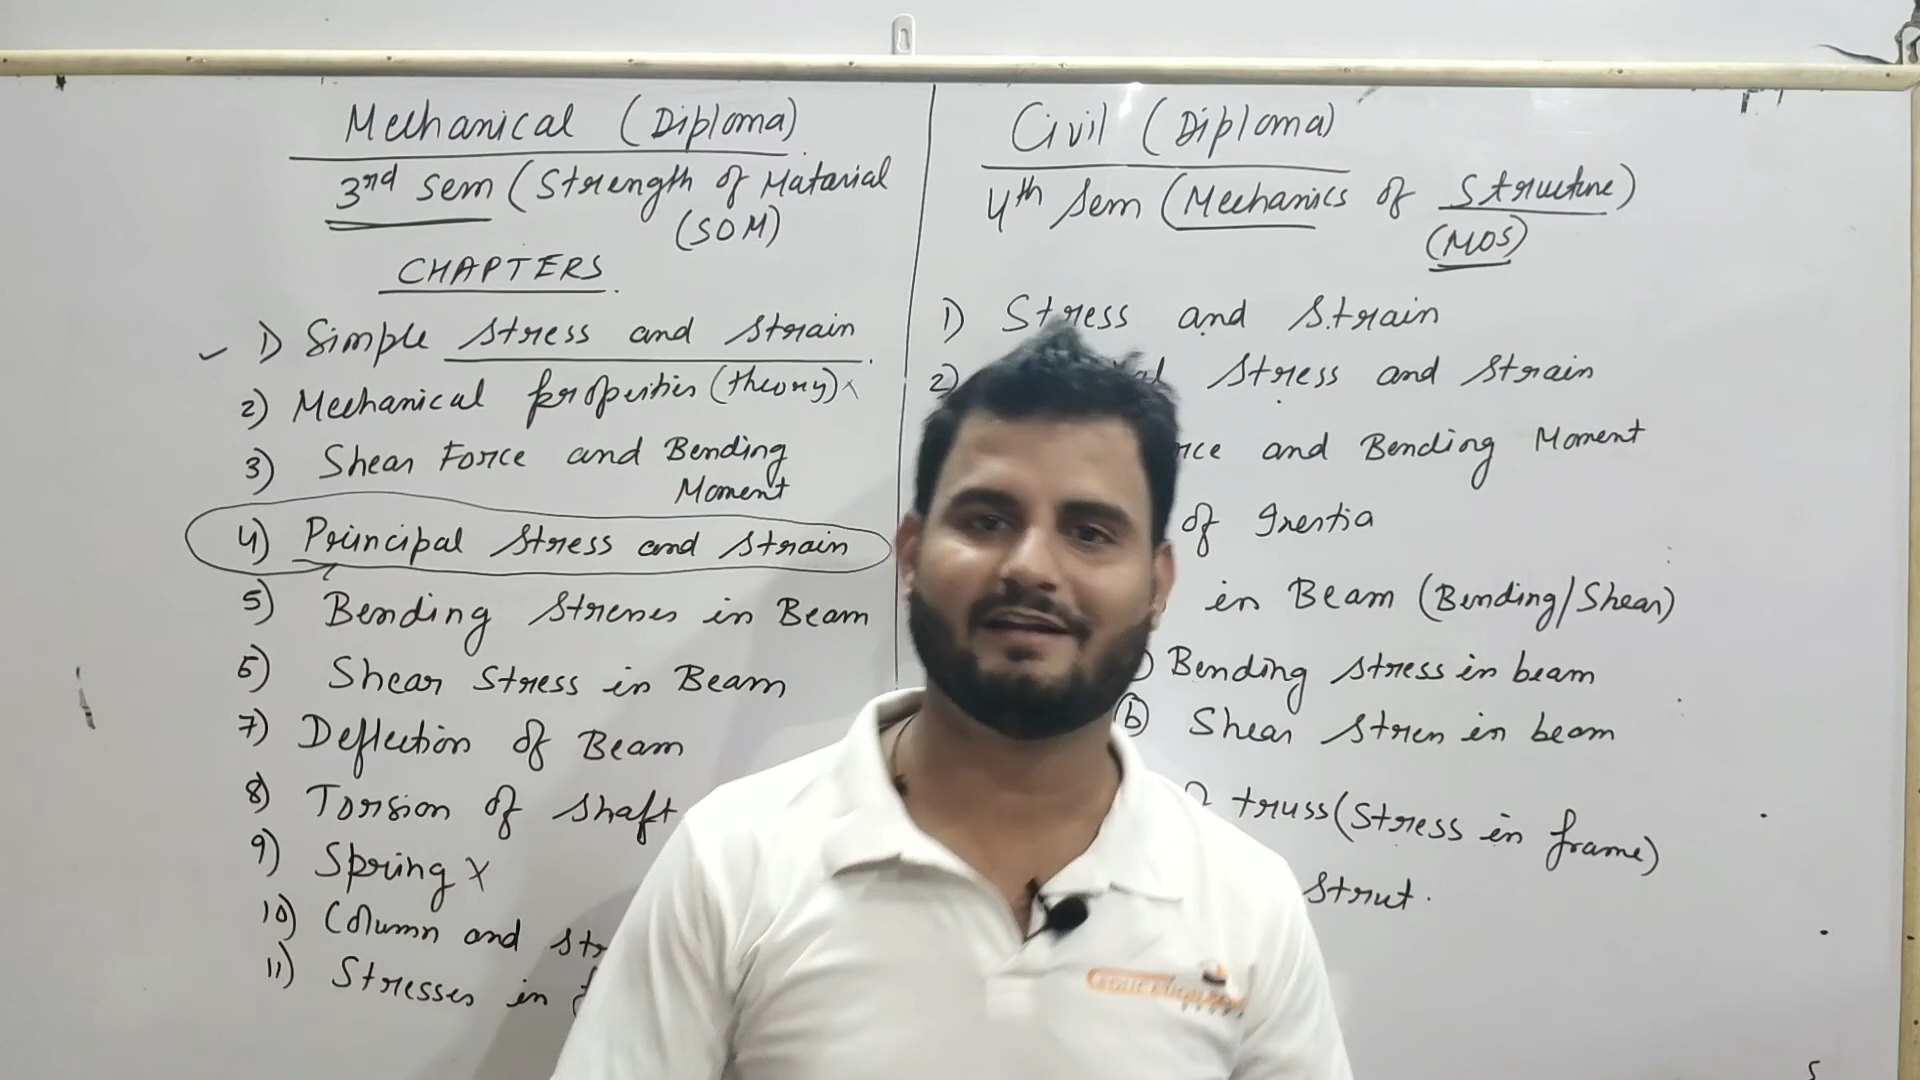 Mechanical (Diploma)
3rd sem (Strength of Matarial
(SOM)
CHAPTERS
1) Simple stress and strain
2) Mechanical properties (theory) x
3) Shear Force and Bending
Moment
4) Principal stress and strain
5) Bending stresses in Beam
6) Shear stress in Beam
7) Deflection of Beam
8) Torsion of shaft
9) Spring x
10) Column and
11) Stresses in
Civil (Diploma)
4th sem (Mechanics of Structure)
(MOS)
1) Stress and strain
2) stress and strain
and Bending Moment
of Inertia
in Beam (Bending/Shear)
Bending stress in beam
(b) Shear stress in beam
truss (Stress in frame)
strut.